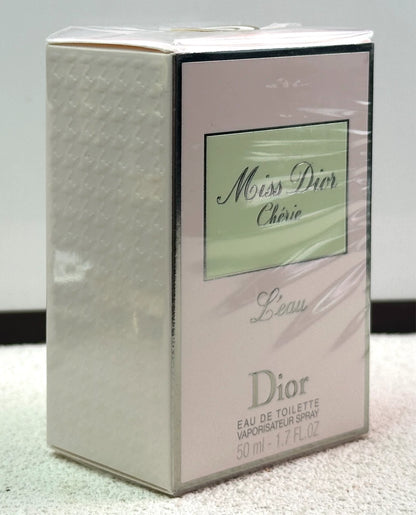 Miss Dior
Chérie
L'eau
Dior
EAU DE TOILETTE
VAPORISATEUR SPRAY
50 ml - 1.7 FL.OZ